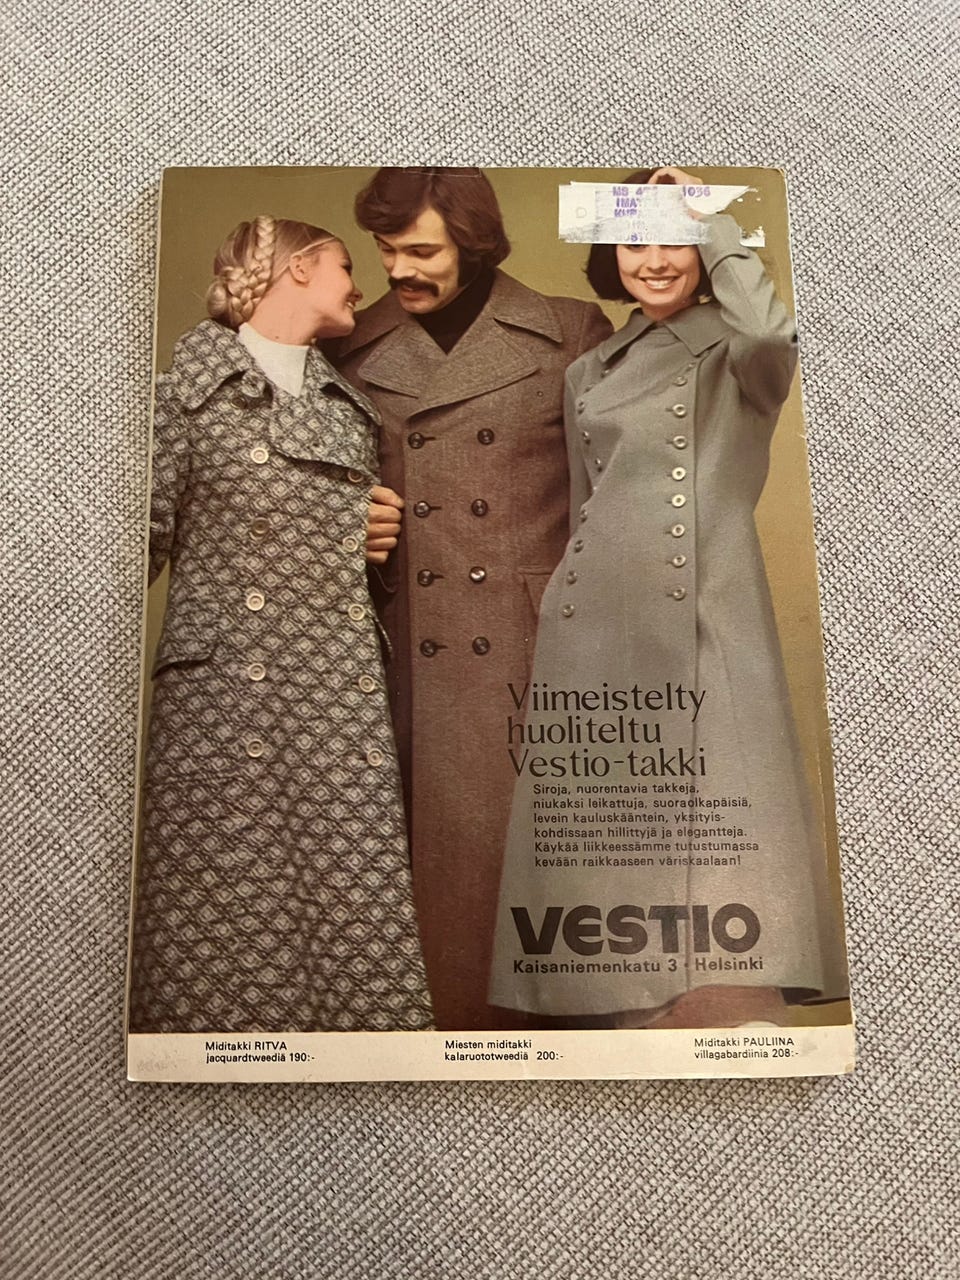 1036
Viimeistelty
huoliteltu
Vestio-takki
Siroja, nuorentavia takkeja,
niukaksi leikattuja, suoraolkapäisiä,
levein kauluskääntein, yksityis-
kohdissaan hillittyjä ja elegantteja.
Käykää liikkeessämme tutustumassa
kevään raikkaaseen väriskaalaan!
VESTIO
Kaisaniemenkatu 3 · Helsinki
Miditakki RITVA
jacquardtweediä 190:-
Miesten miditakki
kalaruototweediä 200:-
Miditakki PAULIINA
villagabardiinia 208:-